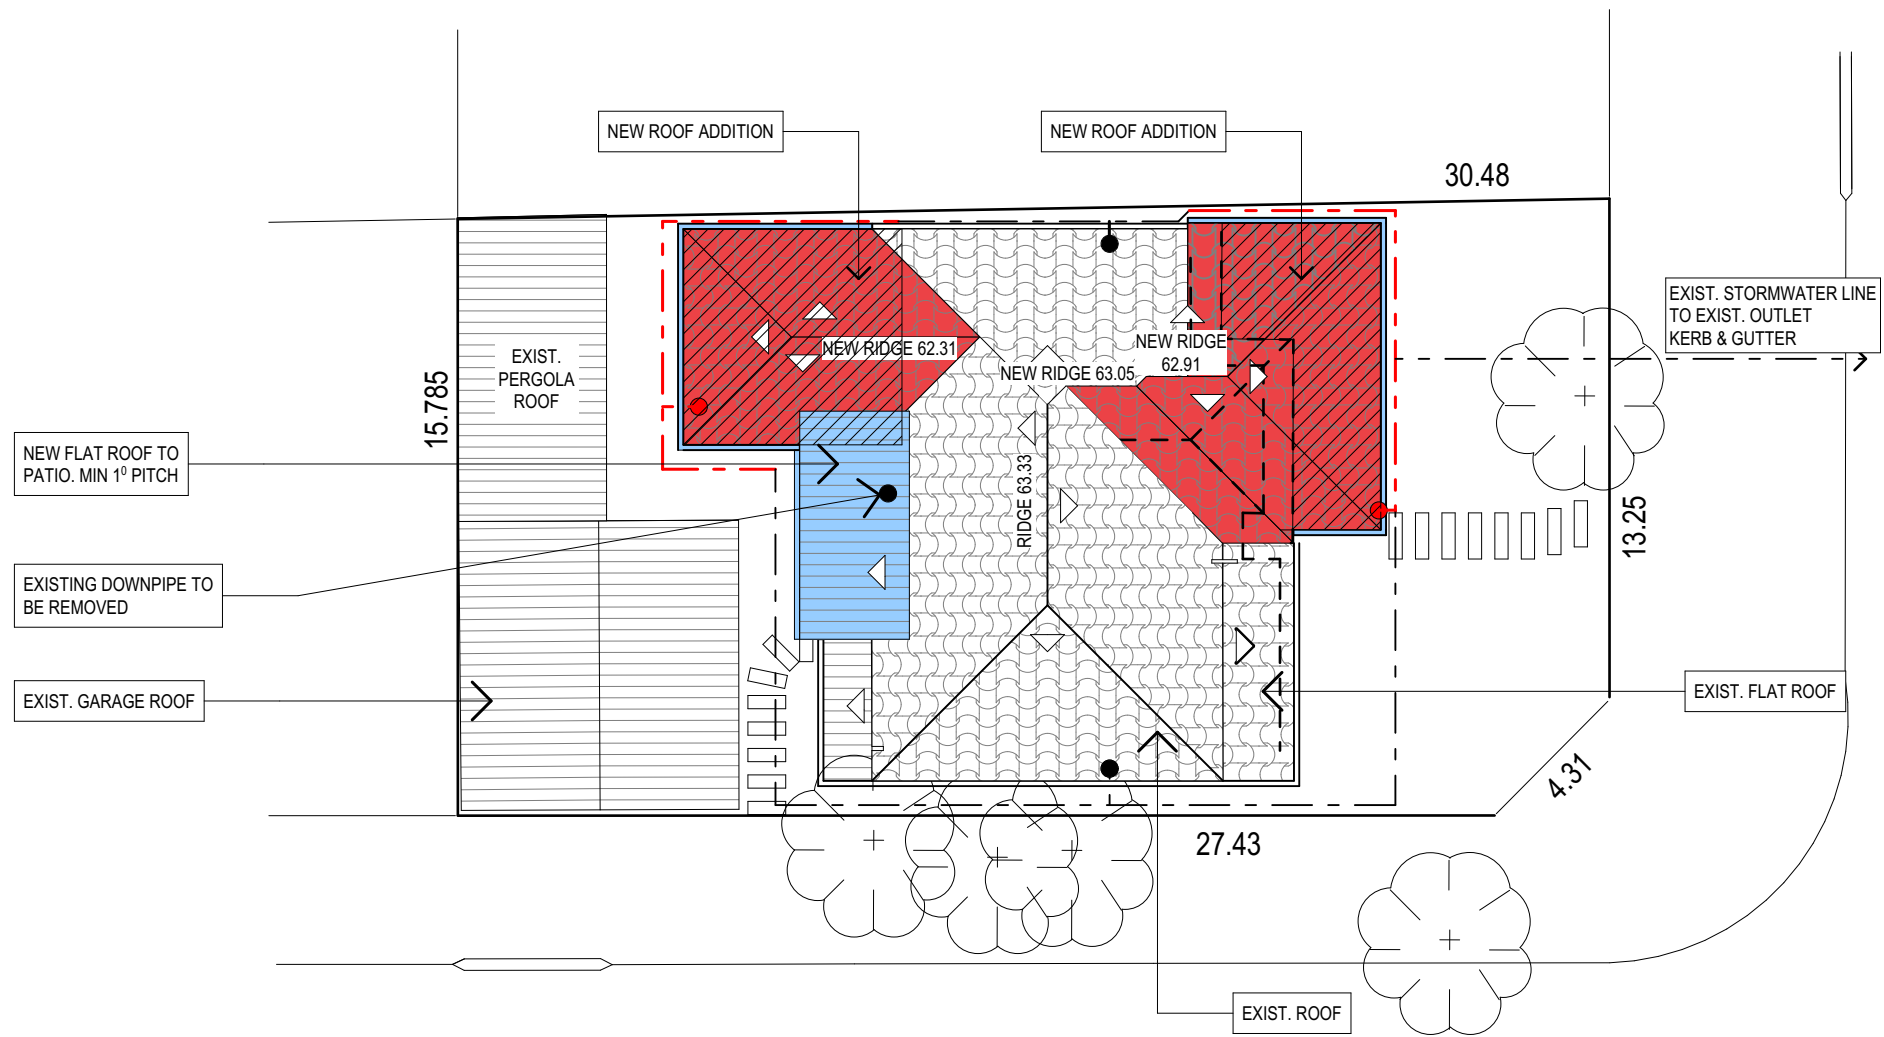 NEW ROOF ADDITION
NEW ROOF ADDITION
30.48
EXIST. STORMWATER LINE
TO EXIST. OUTLET
KERB & GUTTER
EXIST.
PERGOLA
ROOF
NEW RIDGE 62.31
NEW RIDGE
62.91
NEW RIDGE 63.05
15.785
NEW FLAT ROOF TO
PATIO. MIN 1⁰ PITCH
RIDGE 63.33
13.25
EXISTING DOWNPIPE TO
BE REMOVED
EXIST. GARAGE ROOF
EXIST. FLAT ROOF
4.31
27.43
EXIST. ROOF